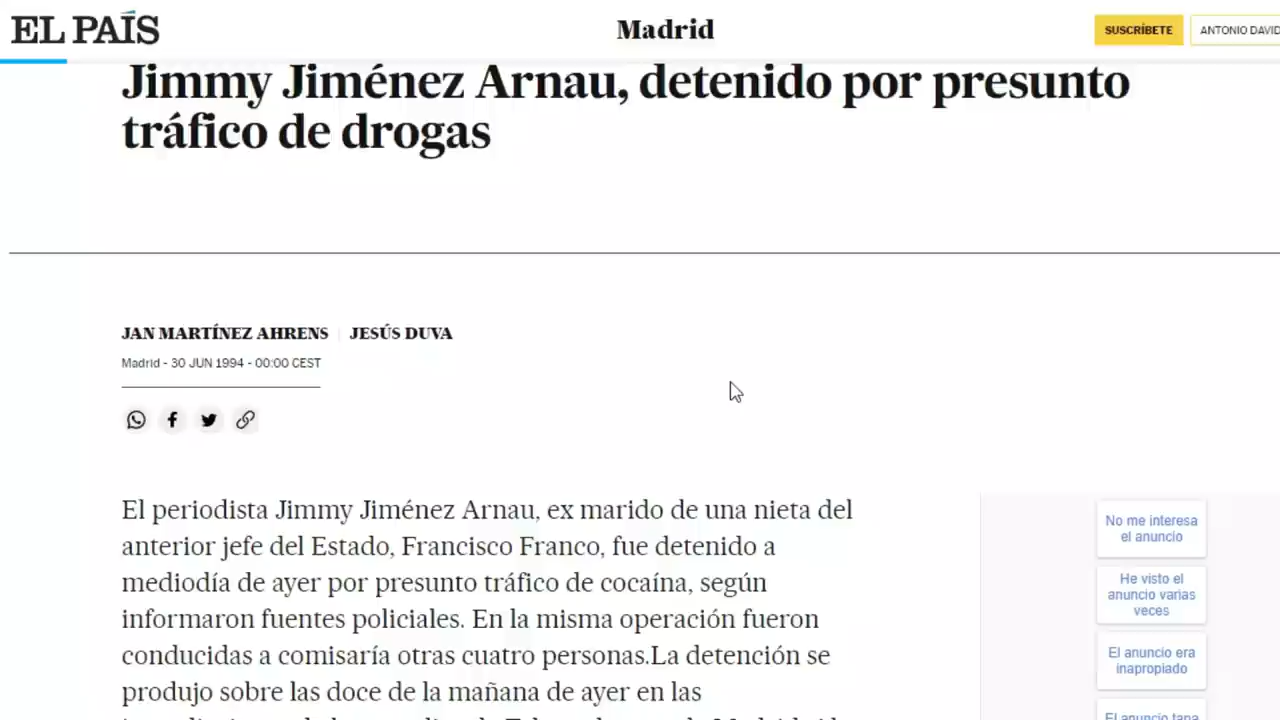 EL PAÍS
Madrid
SUSCRÍBETE
ANTONIO DAVID
Jimmy Jiménez Arnau, detenido por presunto
tráfico de drogas
JAN MARTÍNEZ AHRENS | JESÚS DUVA
Madrid - 30 JUN 1994 - 00:00 CEST
El periodista Jimmy Jiménez Arnau, ex marido de una nieta del
anterior jefe del Estado, Francisco Franco, fue detenido a
mediodía de ayer por presunto tráfico de cocaína, según
informaron fuentes policiales. En la misma operación fueron
conducidas a comisaría otras cuatro personas.La detención se
produjo sobre las doce de la mañana de ayer en las
No me interesa
el anuncio
He visto el
anuncio varias
veces
El anuncio era
inapropiado
El anuncio tapa